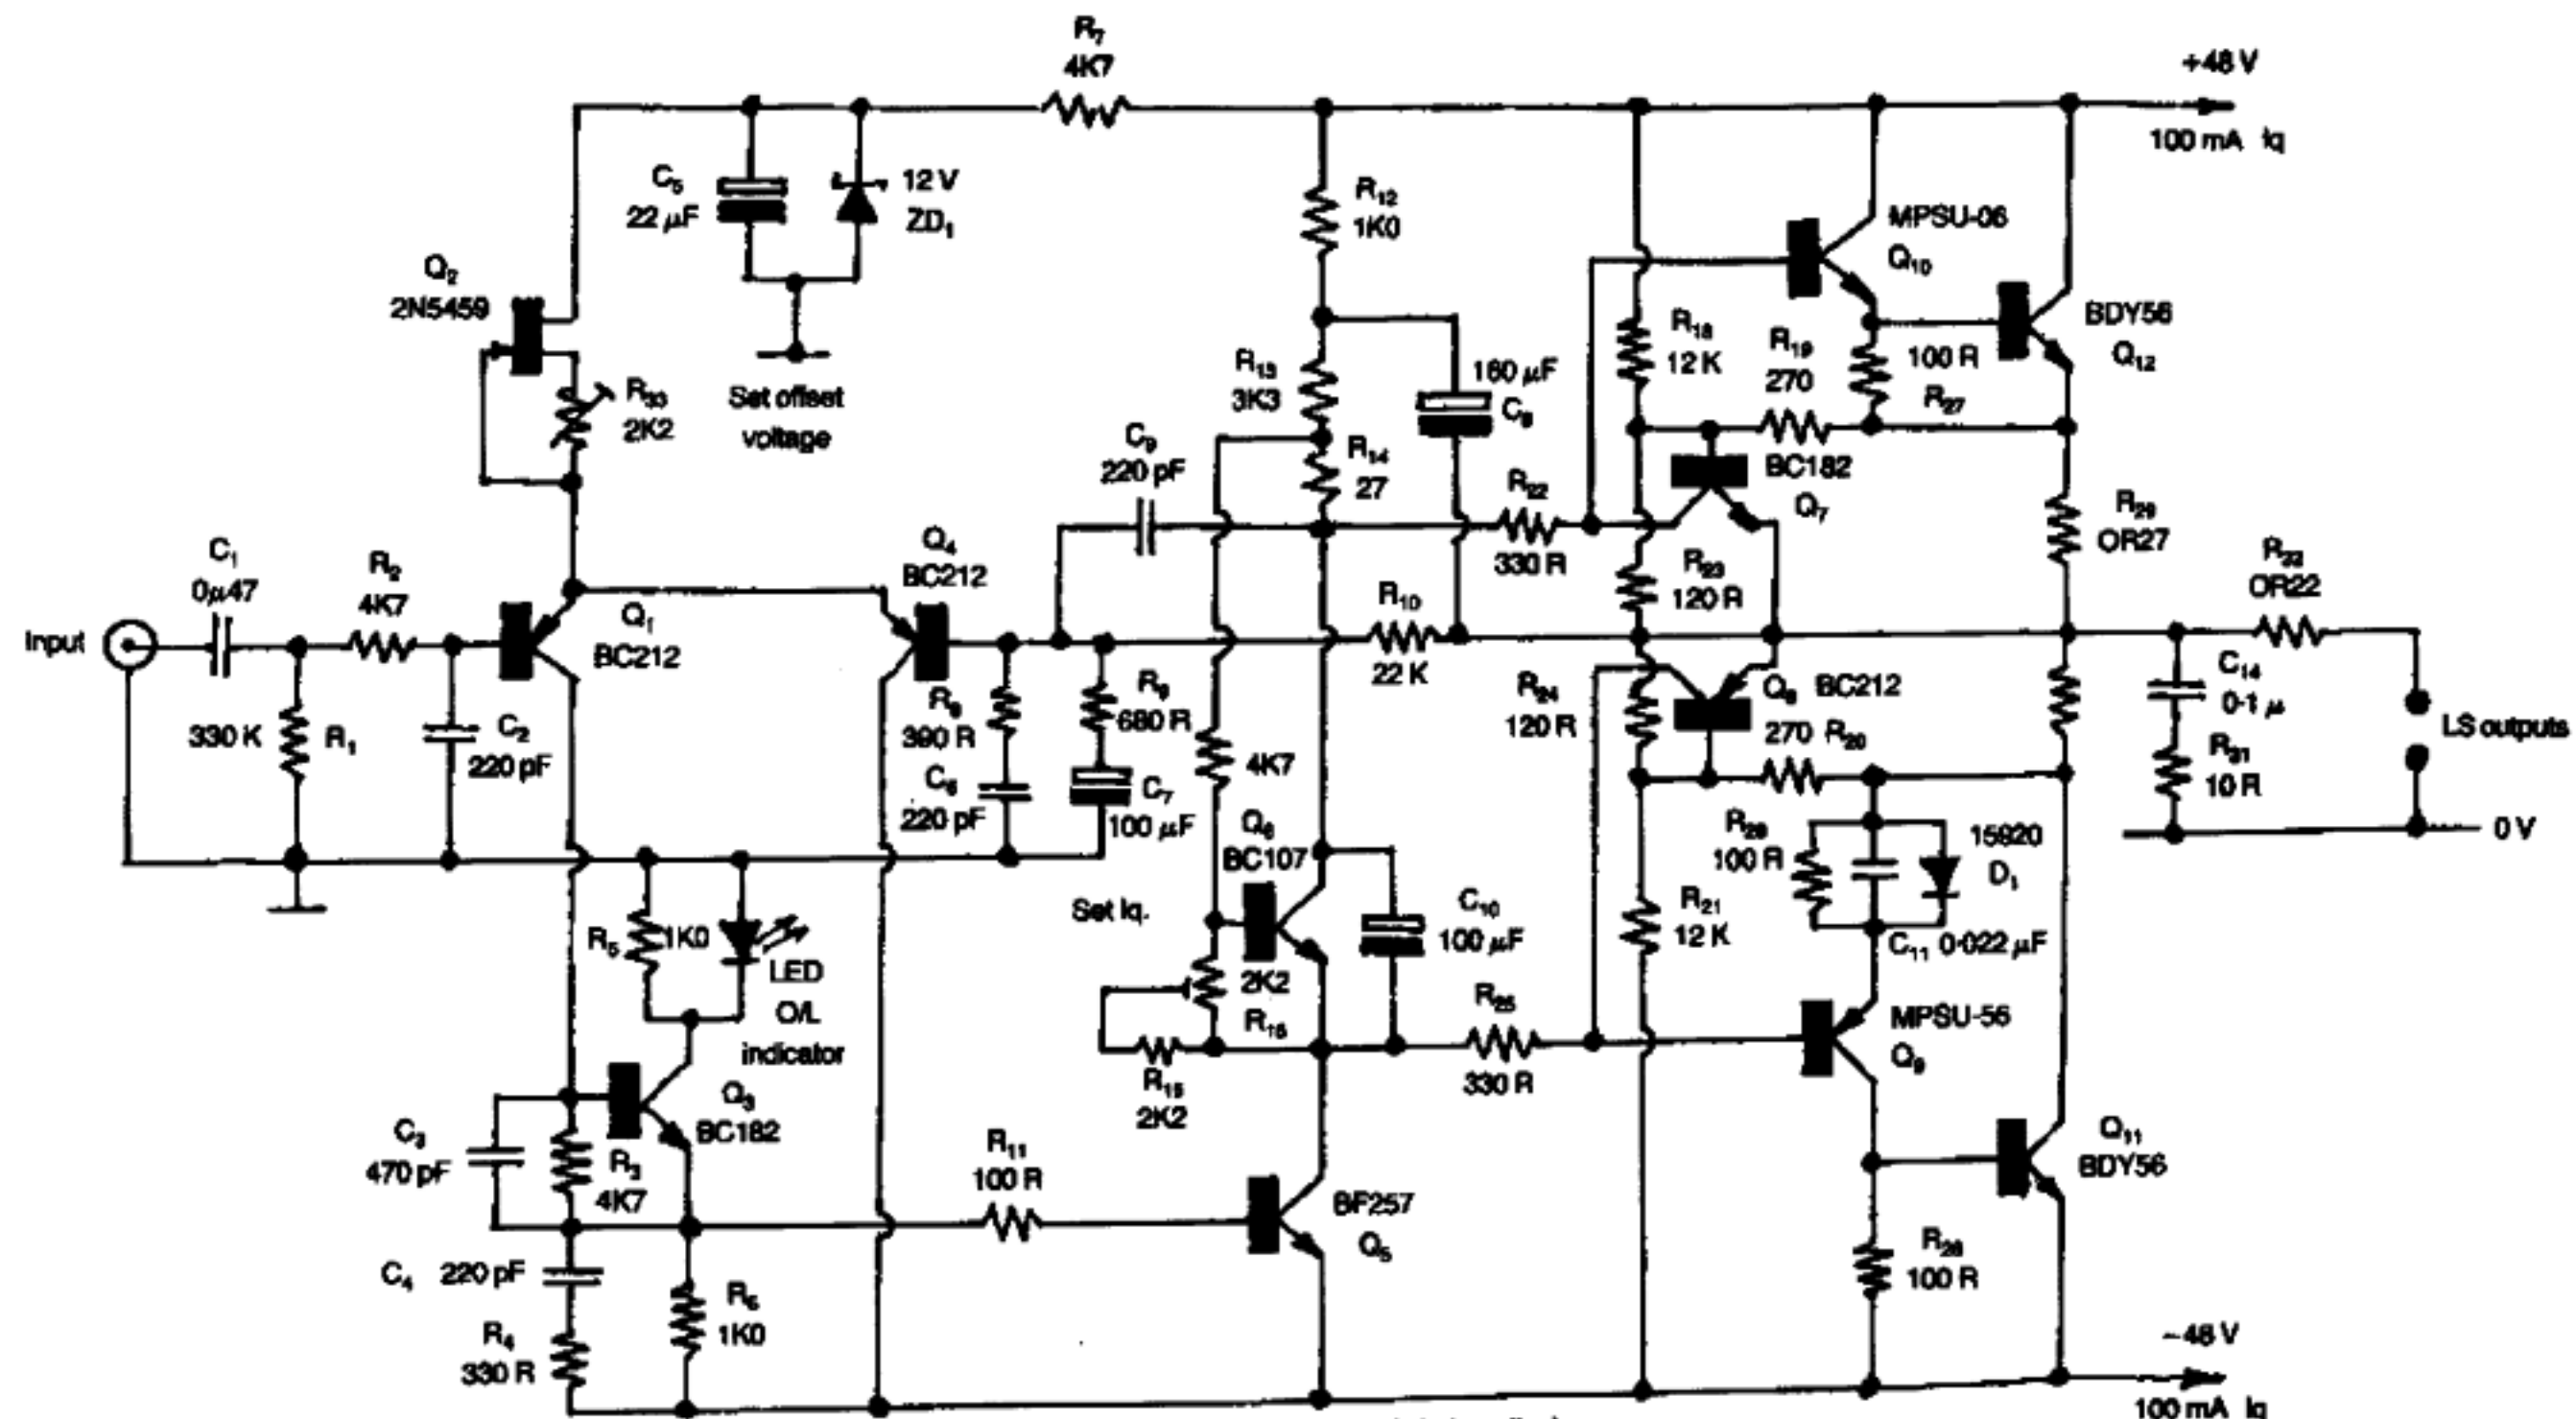 R7
4K7
+48 V
100 mA Iq
C5
22 µF
12 V
ZD1
R12
1K0
MPSU-06
Q10
Q2
2N5459
R33
2K2
Set offset
voltage
R13
3K3
160 µF
C8
R18
12 K
R19
270
100 R
R27
BDY56
Q12
C9
220 pF
R14
27
R22
330 R
BC182
Q7
R29
OR27
C1
0µ47
R2
4K7
Q1
BC212
Q4
BC212
R10
22 K
R23
120 R
R32
OR22
Input
330 K
R1
C2
220 pF
R8
390 R
R9
680 R
C6
220 pF
C7
100 µF
4K7
R24
120 R
Q8
BC212
270
R20
C14
0·1 µ
R31
10 R
LS outputs
0 V
Q6
BC107
R5
1K0
LED
O/L
indicator
Set Iq.
2K2
R16
C10
100 µF
R21
12 K
100 R
15920
D1
C11
0·022 µF
R15
2K2
R25
330 R
MPSU-56
Q9
Q3
BC182
C3
470 pF
R3
4K7
R11
100 R
BF257
Q5
Q11
BDY56
C4
220 pF
R4
330 R
R6
1K0
100 R
−48 V
100 mA Iq